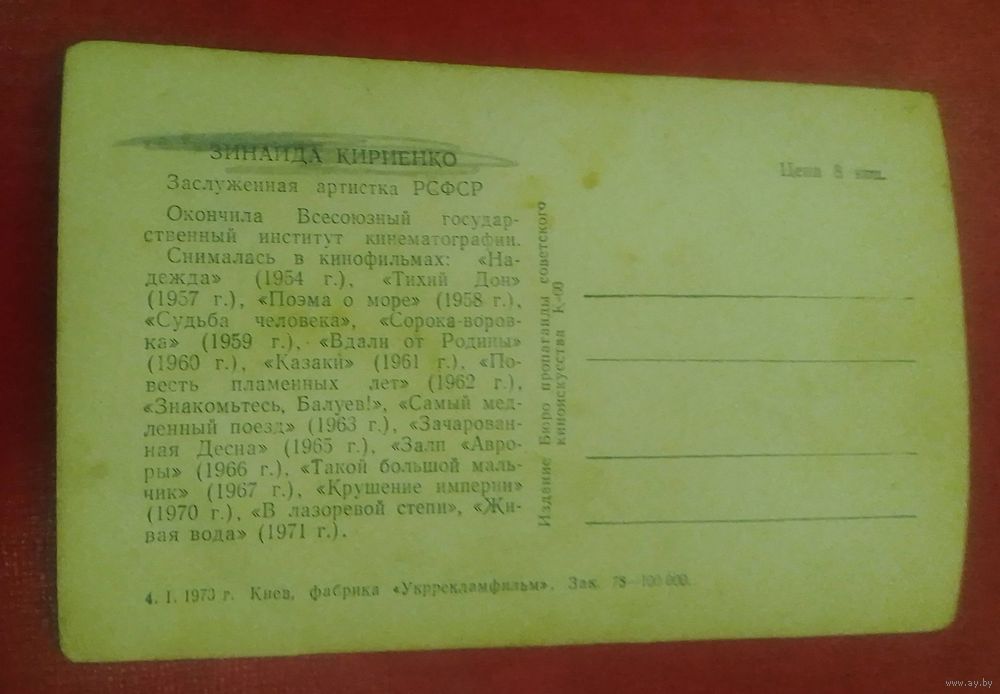 ЗИНАИДА КИРИЕНКО
Заслуженная артистка РСФСР
Окончила Всесоюзный государ-
ственный институт кинематографии.
Снималась в кинофильмах: «На-
дежда» (1954 г.), «Тихий Дон»
(1957 г.), «Поэма о море» (1958 г.),
«Судьба человека», «Сорока-воров-
ка» (1959 г.), «Вдали от Родины»
(1960 г.), «Казаки» (1961 г.), «По-
весть пламенных лет» (1962 г.),
«Знакомьтесь, Балуев!», «Самый мед-
ленный поезд» (1963 г.), «Зачарован-
ная Десна» (1965 г.), «Залп «Авро-
ры» (1966 г.), «Такой большой маль-
чик» (1967 г.), «Крушение империи»
(1970 г.), «В лазоревой степи», «Жи-
вая вода» (1971 г.).
4. I. 1973 г. Киев, фабрика «Укррекламфильм». Зак. 78—100 000.
Издание Бюро пропаганды советского
киноискусства К-60
Цена 8 коп.
www.ay.by